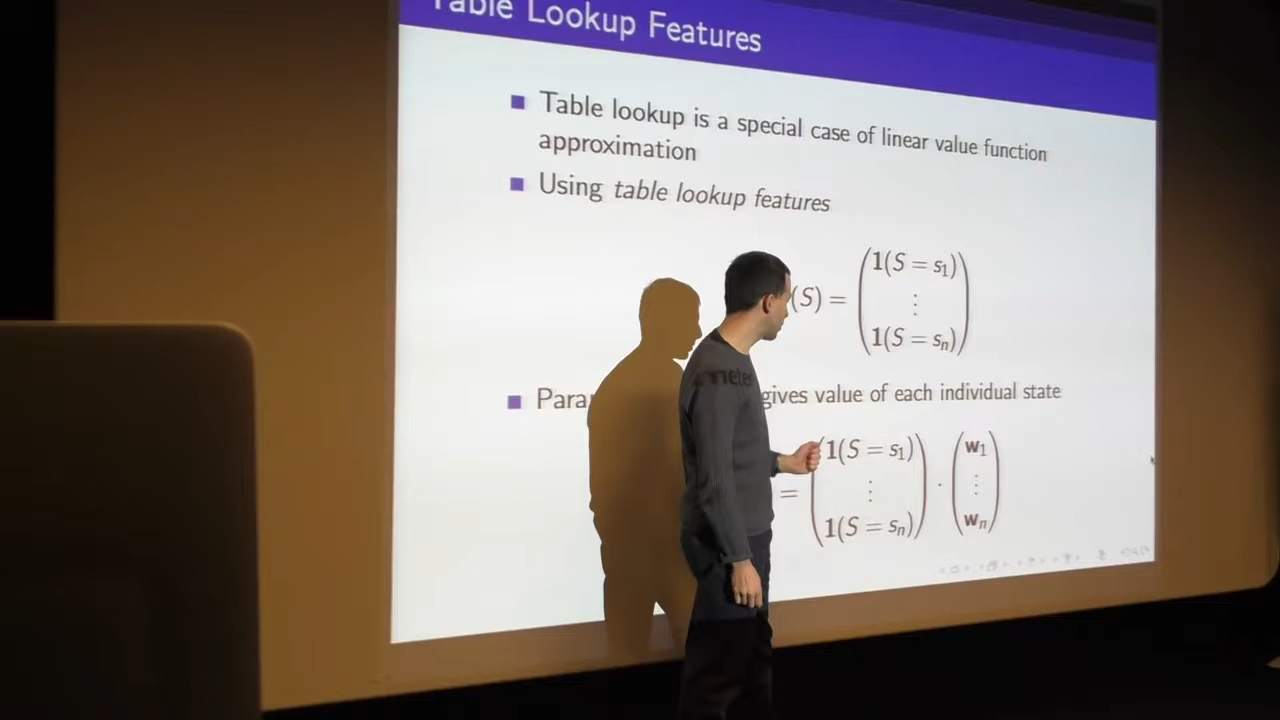 Table Lookup Features
Table lookup is a special case of linear value function
approximation
Using table lookup features
(S) = (1(S = s₁) ⋮ 1(S = sₙ))
Para meter gives value of each individual state
= (1(S = s₁) ⋮ 1(S = sₙ)) · (w₁ ⋮ wₙ)